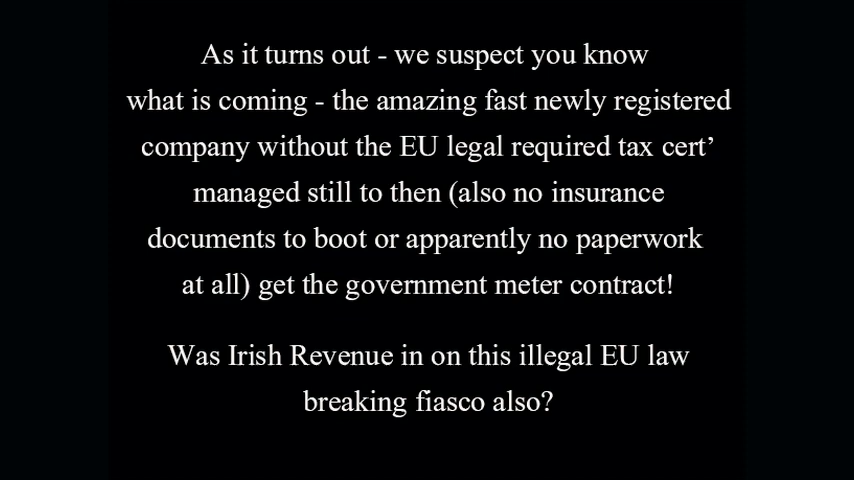 As it turns out - we suspect you know
what is coming - the amazing fast newly registered
company without the EU legal required tax cert’
managed still to then (also no insurance
documents to boot or apparently no paperwork
at all) get the government meter contract!
Was Irish Revenue in on this illegal EU law
breaking fiasco also?